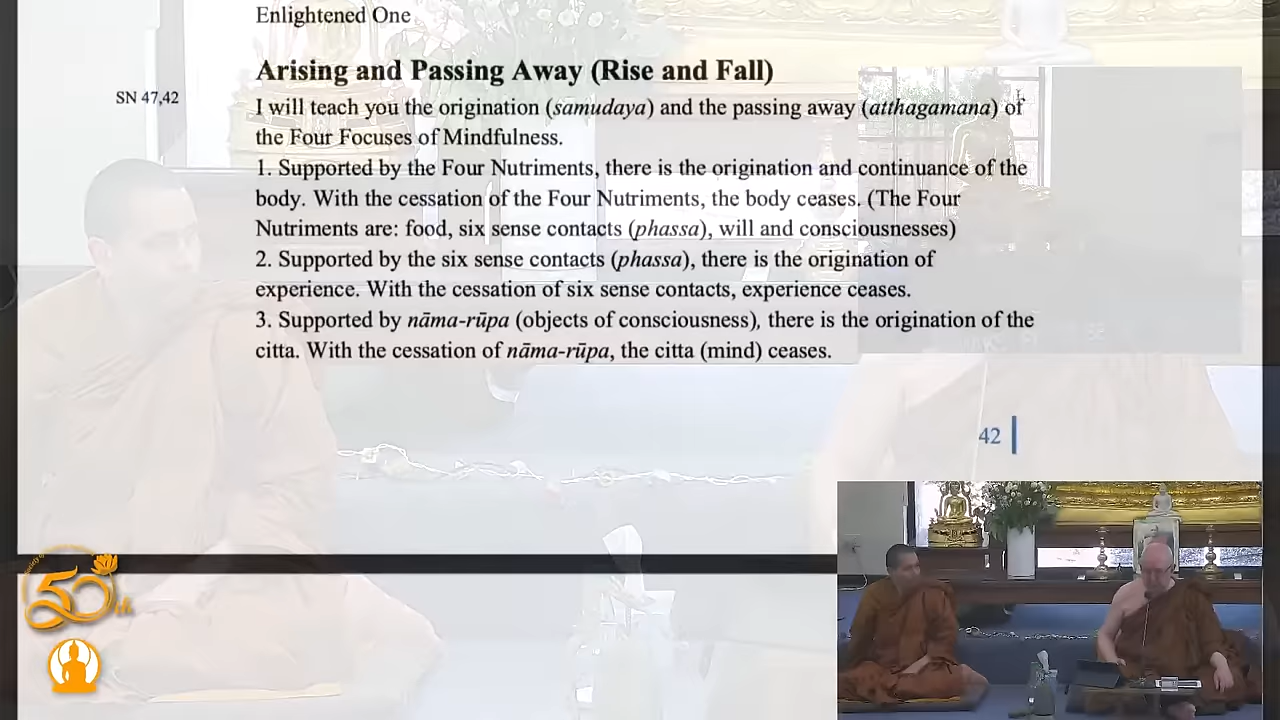 Enlightened One
Arising and Passing Away (Rise and Fall)
SN 47,42
I will teach you the origination (samudaya) and the passing away (atthagamana) of
the Four Focuses of Mindfulness.
1. Supported by the Four Nutriments, there is the origination and continuance of the
body. With the cessation of the Four Nutriments, the body ceases. (The Four
Nutriments are: food, six sense contacts (phassa), will and consciousnesses)
2. Supported by the six sense contacts (phassa), there is the origination of
experience. With the cessation of six sense contacts, experience ceases.
3. Supported by nāma-rūpa (objects of consciousness), there is the origination of the
citta. With the cessation of nāma-rūpa, the citta (mind) ceases.
42
50th